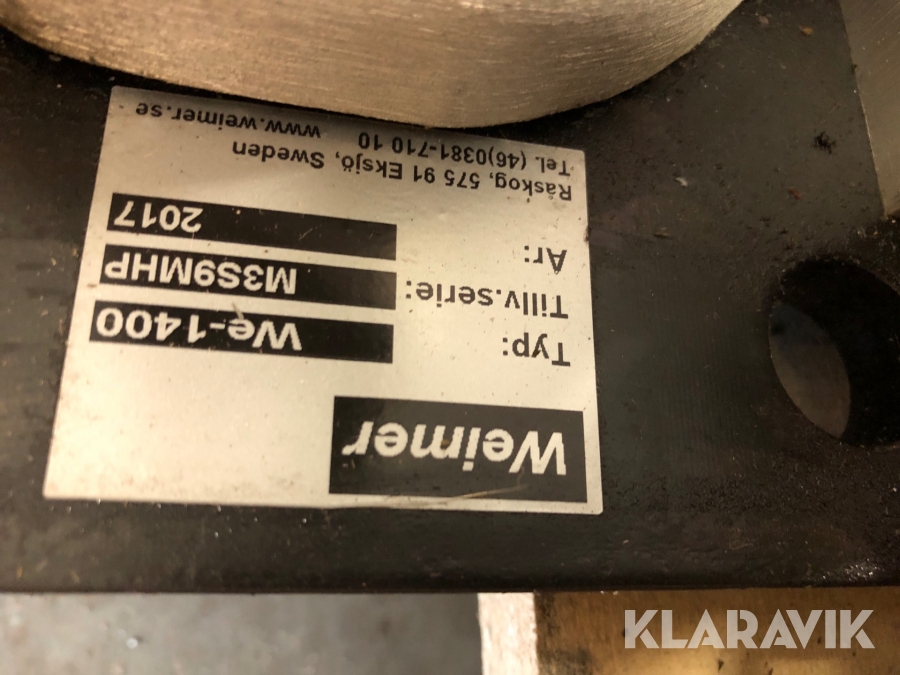 Weimer
Typ: We-1400
Tillv.serie: M3S9MHP
År: 2017
Råskog, 575 91 Eksjö, Sweden
Tel. (46)0381-710 10 www.weimer.se
KLARAVIK